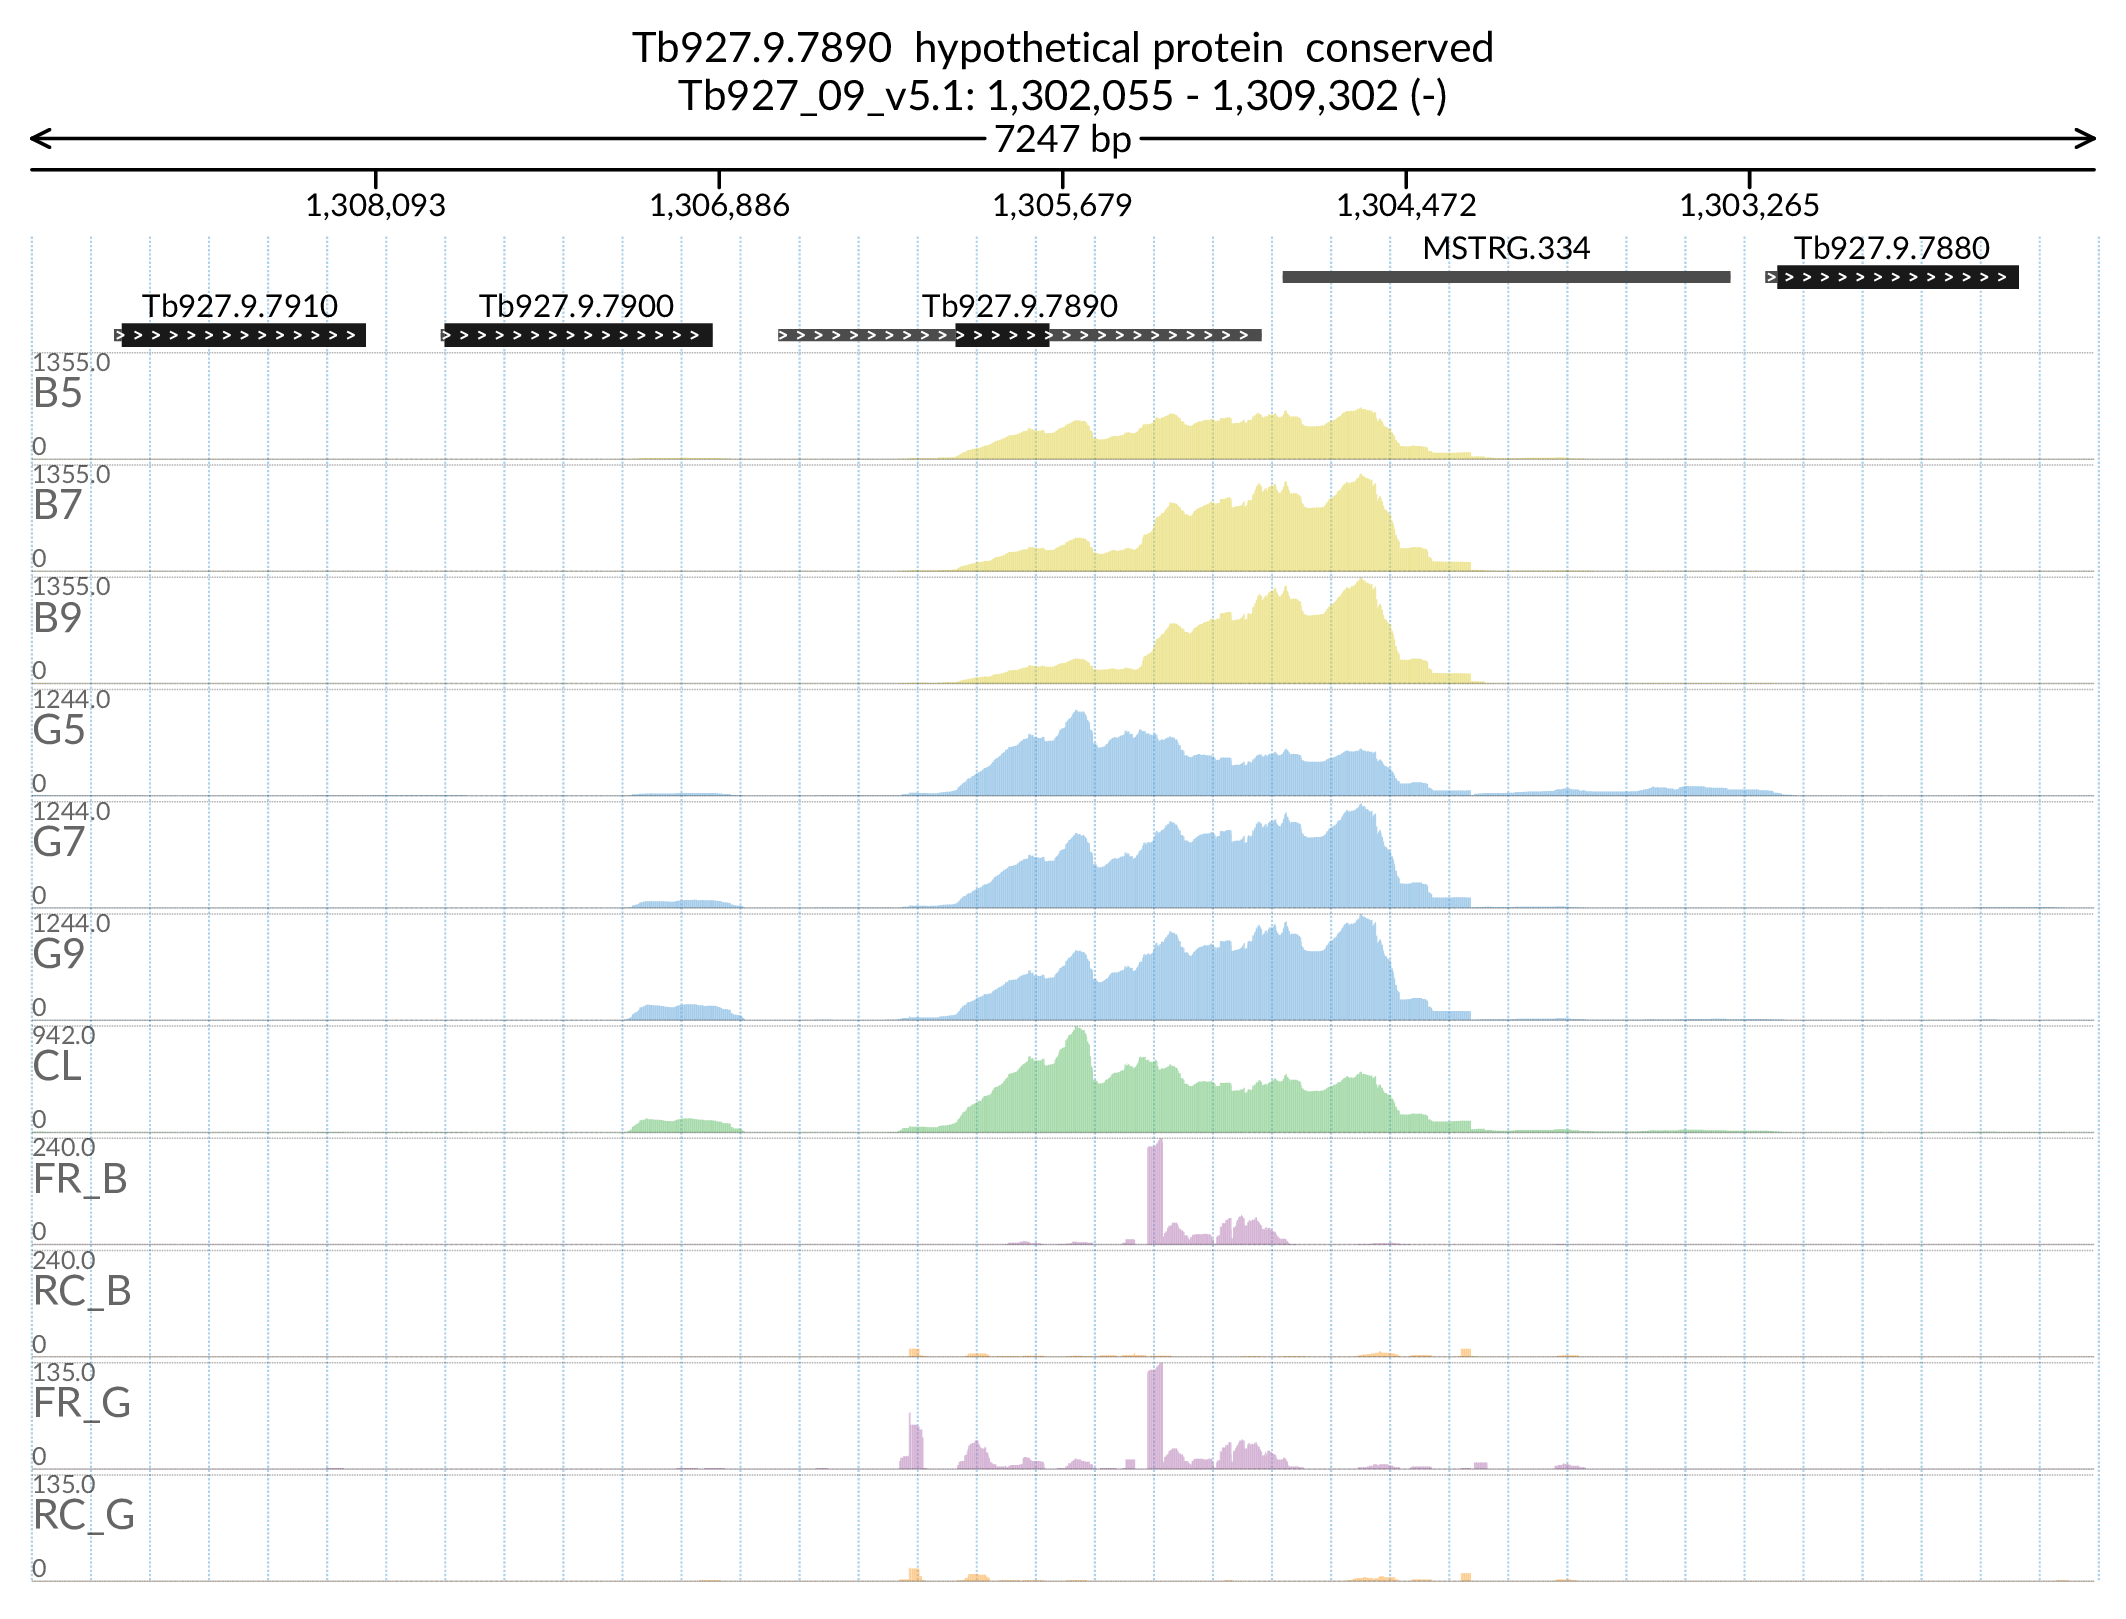 Tb927.9.7890 hypothetical protein conserved
Tb927_09_v5.1: 1,302,055 - 1,309,302 (-)
7247 bp
1,308,093 1,306,886 1,305,679 1,304,472 1,303,265
MSTRG.334 Tb927.9.7880
Tb927.9.7910 Tb927.9.7900 Tb927.9.7890
1355.0
B5
0
1355.0
B7
0
1355.0
B9
0
1244.0
G5
0
1244.0
G7
0
1244.0
G9
0
942.0
CL
0
240.0
FR_B
0
240.0
RC_B
0
135.0
FR_G
0
135.0
RC_G
0